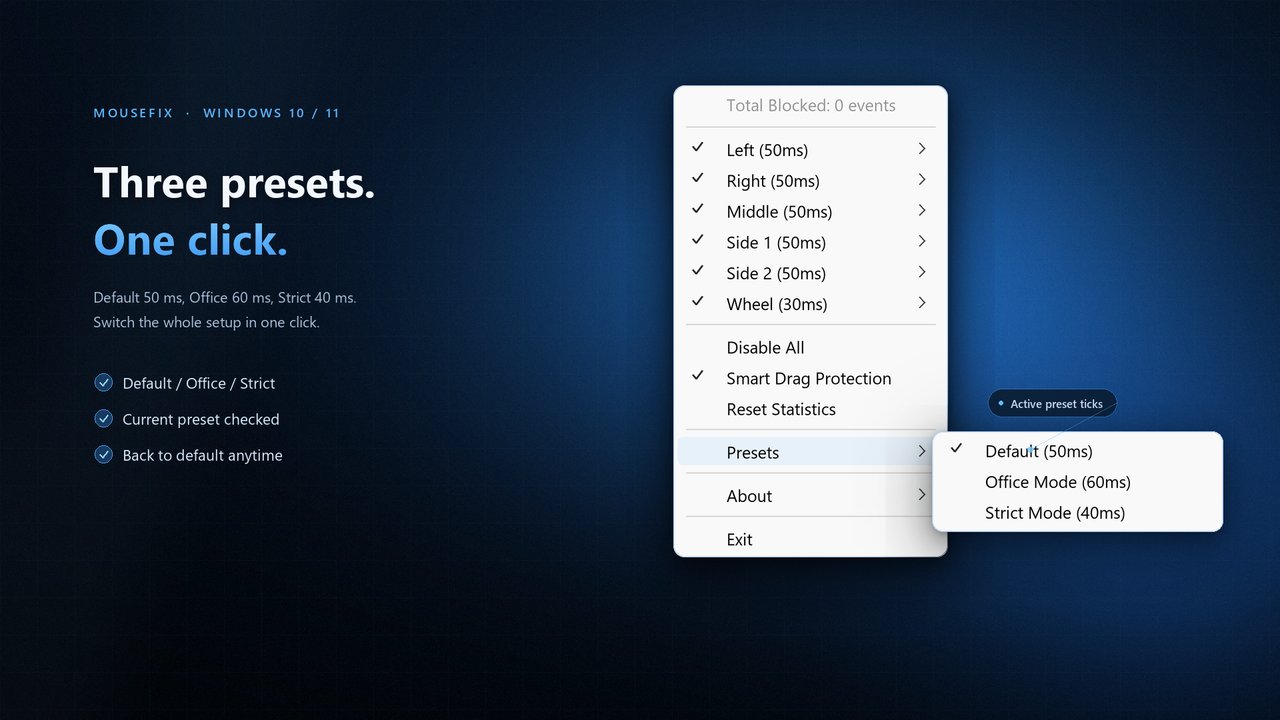 MOUSEFIX · WINDOWS 10 / 11
Three presets.
One click.
Default 50 ms, Office 60 ms, Strict 40 ms.
Switch the whole setup in one click.
Default / Office / Strict
Current preset checked
Back to default anytime
Total Blocked: 0 events
Left (50ms)
Right (50ms)
Middle (50ms)
Side 1 (50ms)
Side 2 (50ms)
Wheel (30ms)
Disable All
Smart Drag Protection
Reset Statistics
Presets
About
Exit
Active preset ticks
Default (50ms)
Office Mode (60ms)
Strict Mode (40ms)